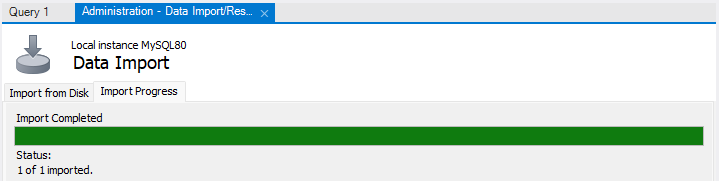 Query 1
Administration - Data Import/Res...
Local instance MySQL80
Data Import
Import from Disk
Import Progress
Import Completed
Status:
1 of 1 imported.